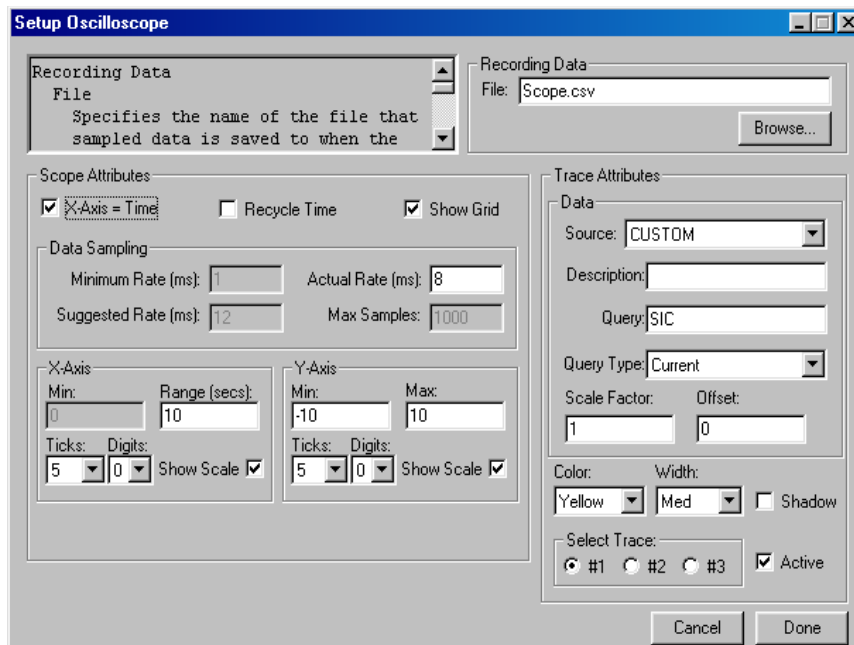 Setup Oscilloscope
Recording Data
File
Specifies the name of the file that
sampled data is saved to when the
Recording Data
File: Scope.csv
Browse...
Scope Attributes
X-Axis = Time
Recycle Time
Show Grid
Data Sampling
Minimum Rate (ms): 1
Actual Rate (ms): 8
Suggested Rate (ms): 12
Max Samples: 1000
X-Axis
Min:
Range (secs):
0
10
Ticks:
Digits:
5
0
Show Scale
Y-Axis
Min:
Max:
-10
10
Ticks:
Digits:
5
0
Show Scale
Trace Attributes
Data
Source: CUSTOM
Description:
Query: SIC
Query Type: Current
Scale Factor:
Offset:
1
0
Color:
Width:
Yellow
Med
Shadow
Select Trace:
#1
#2
#3
Active
Cancel
Done